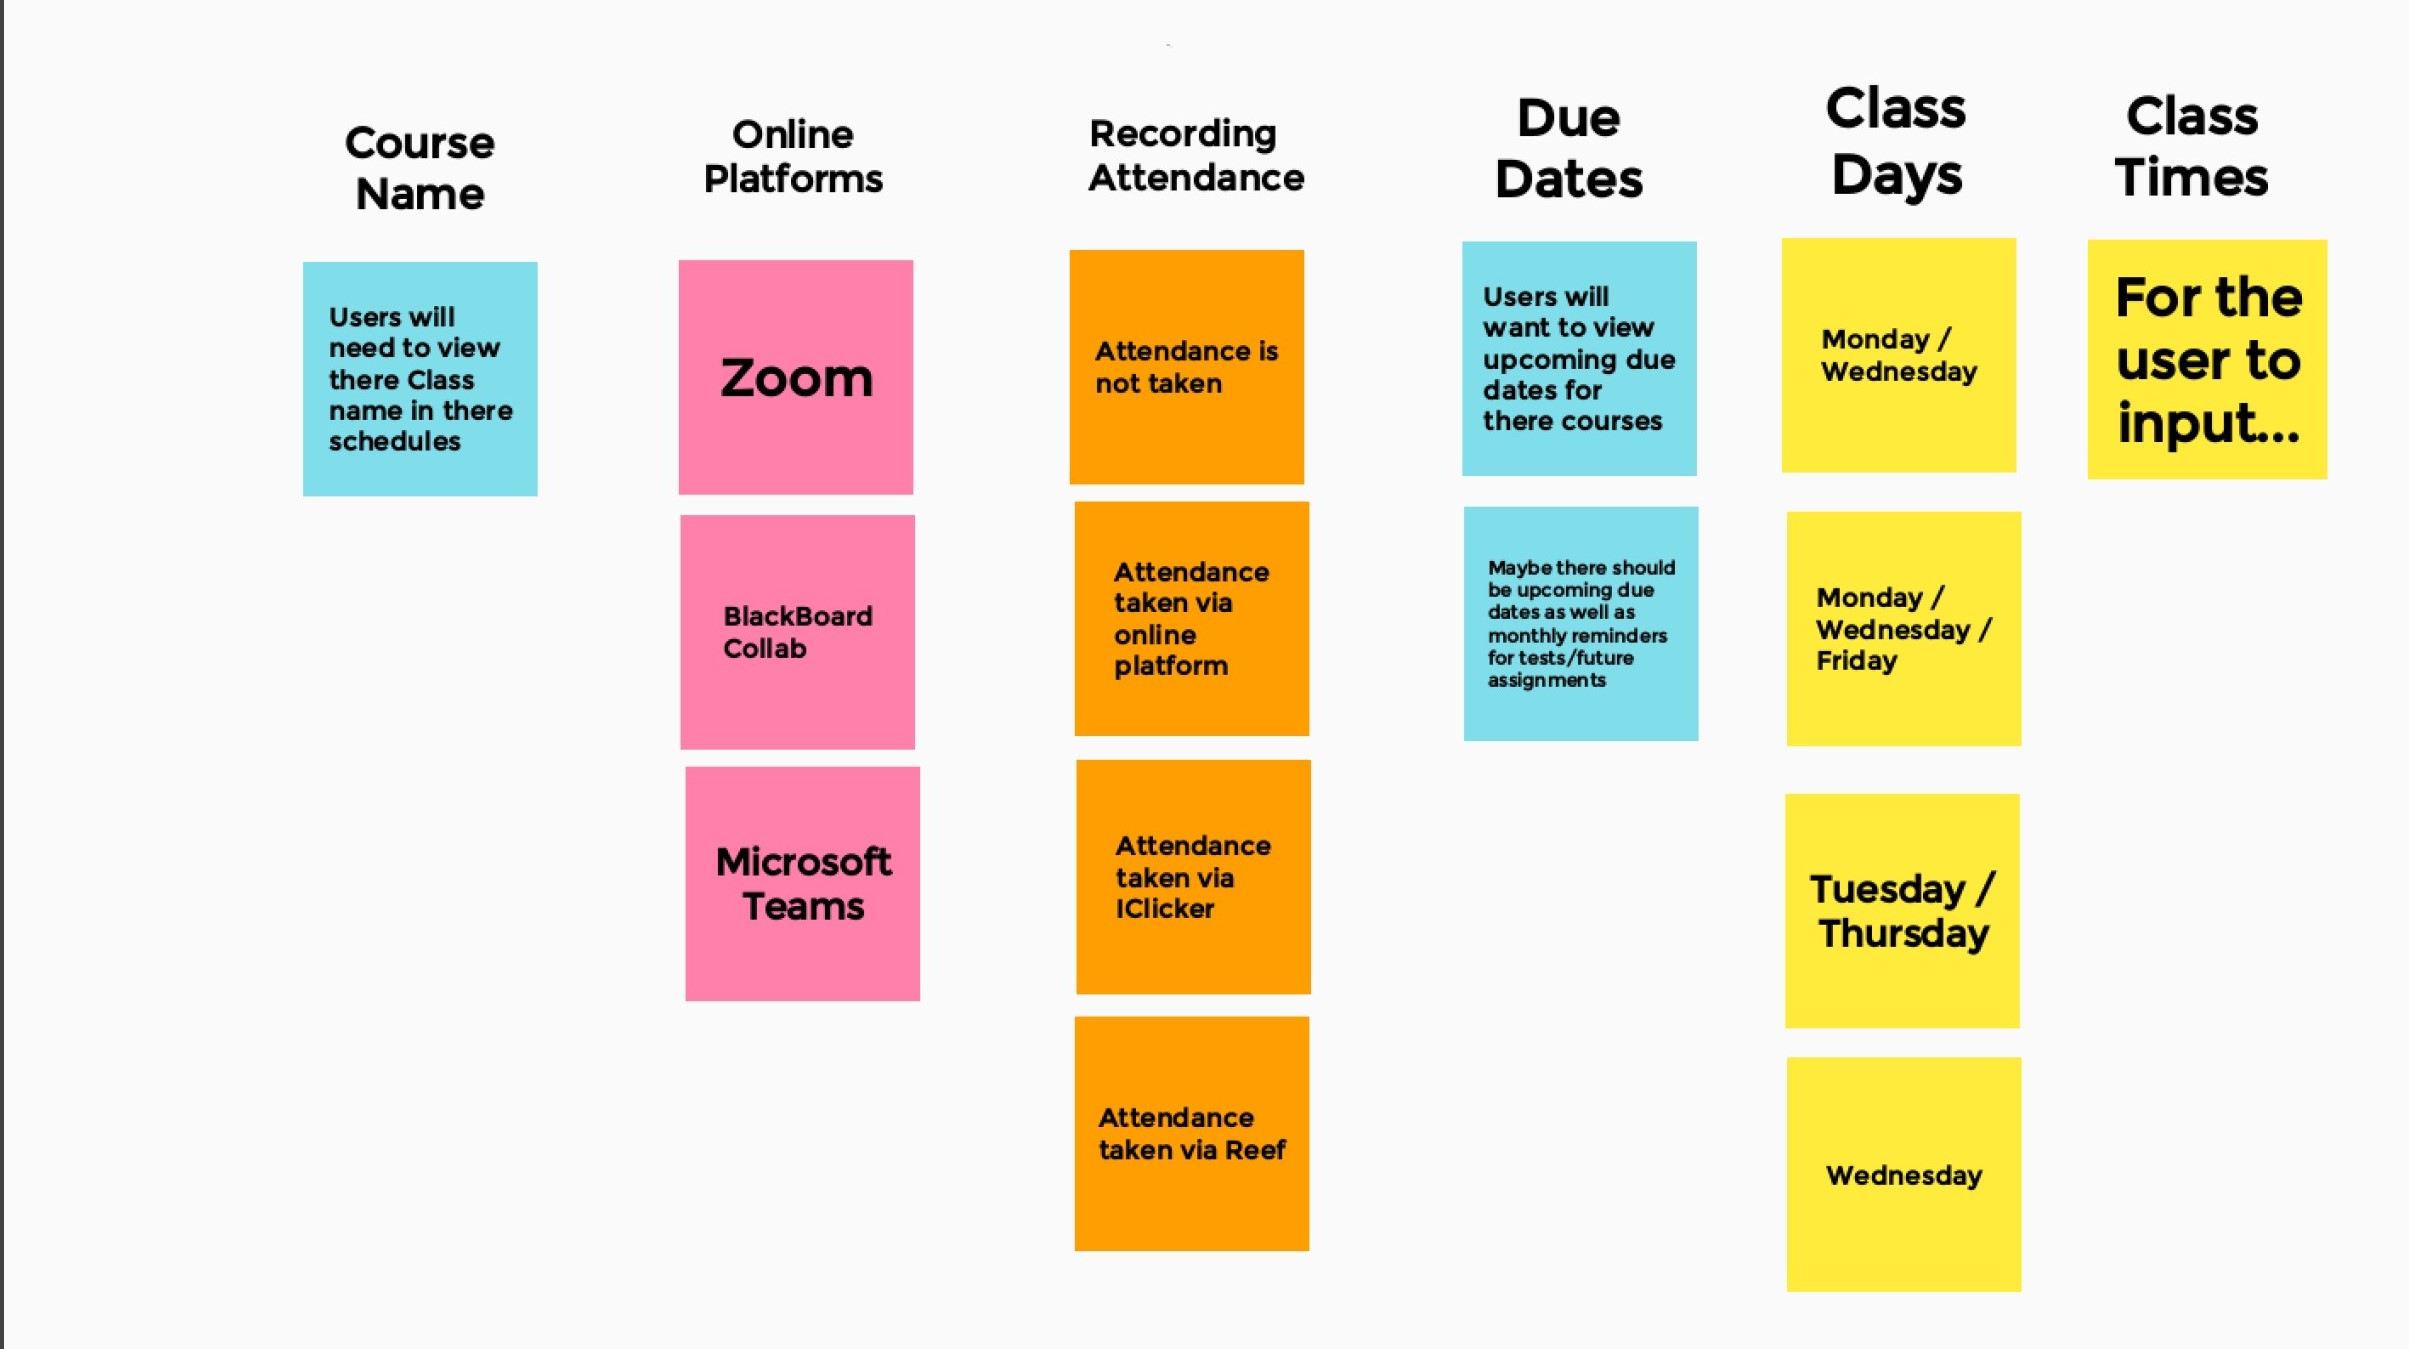 Course
Name
Users will
need to view
there Class
name in there
schedules
Online
Platforms
Zoom
BlackBoard
Collab
Microsoft
Teams
Recording
Attendance
Attendance is
not taken
Attendance
taken via
online
platform
Attendance
taken via
IClicker
Attendance
taken via Reef
Due
Dates
Users will
want to view
upcoming due
dates for
there courses
Maybe there should
be upcoming due
dates as well as
monthly reminders
for tests/future
assignments
Class
Days
Monday /
Wednesday
Monday /
Wednesday /
Friday
Tuesday /
Thursday
Wednesday
Class
Times
For the
user to
input...